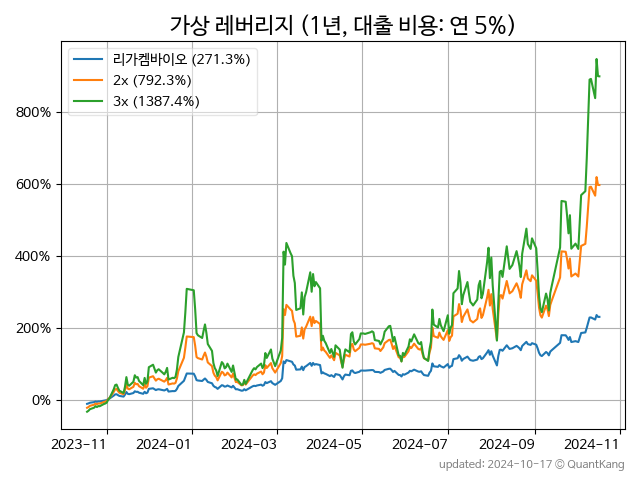 가상 레버리지 (1년, 대출 비용: 연 5%)
리가켐바이오 (271.3%)
2x (792.3%)
3x (1387.4%)
800%
600%
400%
200%
0%
2023-11 2024-01 2024-03 2024-05 2024-07 2024-09 2024-11
updated: 2024-10-17 © QuantKang